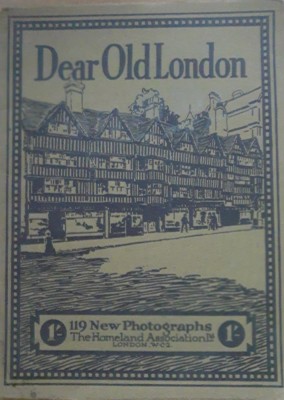 Dear Old London
1/- 119 New Photographs 1/-
The Homeland Association Ltd
LONDON. W.C.2.